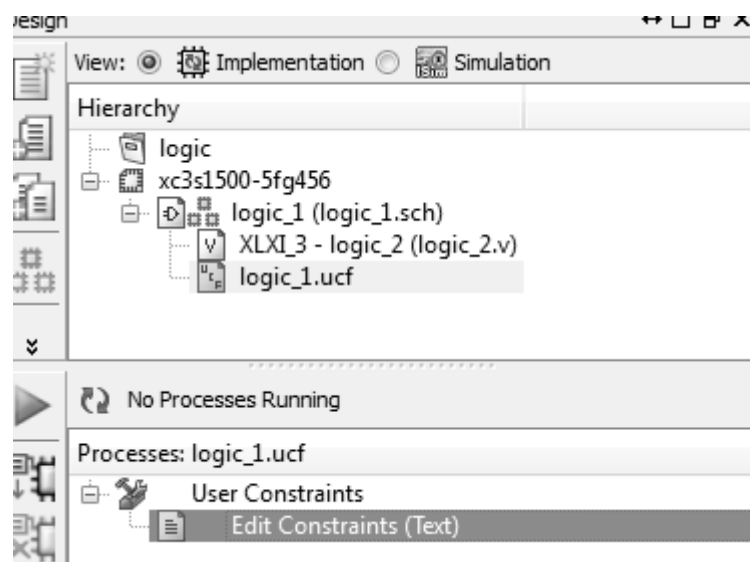 Design
View: Implementation Simulation
Hierarchy
logic
xc3s1500-5fg456
logic_1 (logic_1.sch)
XLXI_3 - logic_2 (logic_2.v)
logic_1.ucf
No Processes Running
Processes: logic_1.ucf
User Constraints
Edit Constraints (Text)